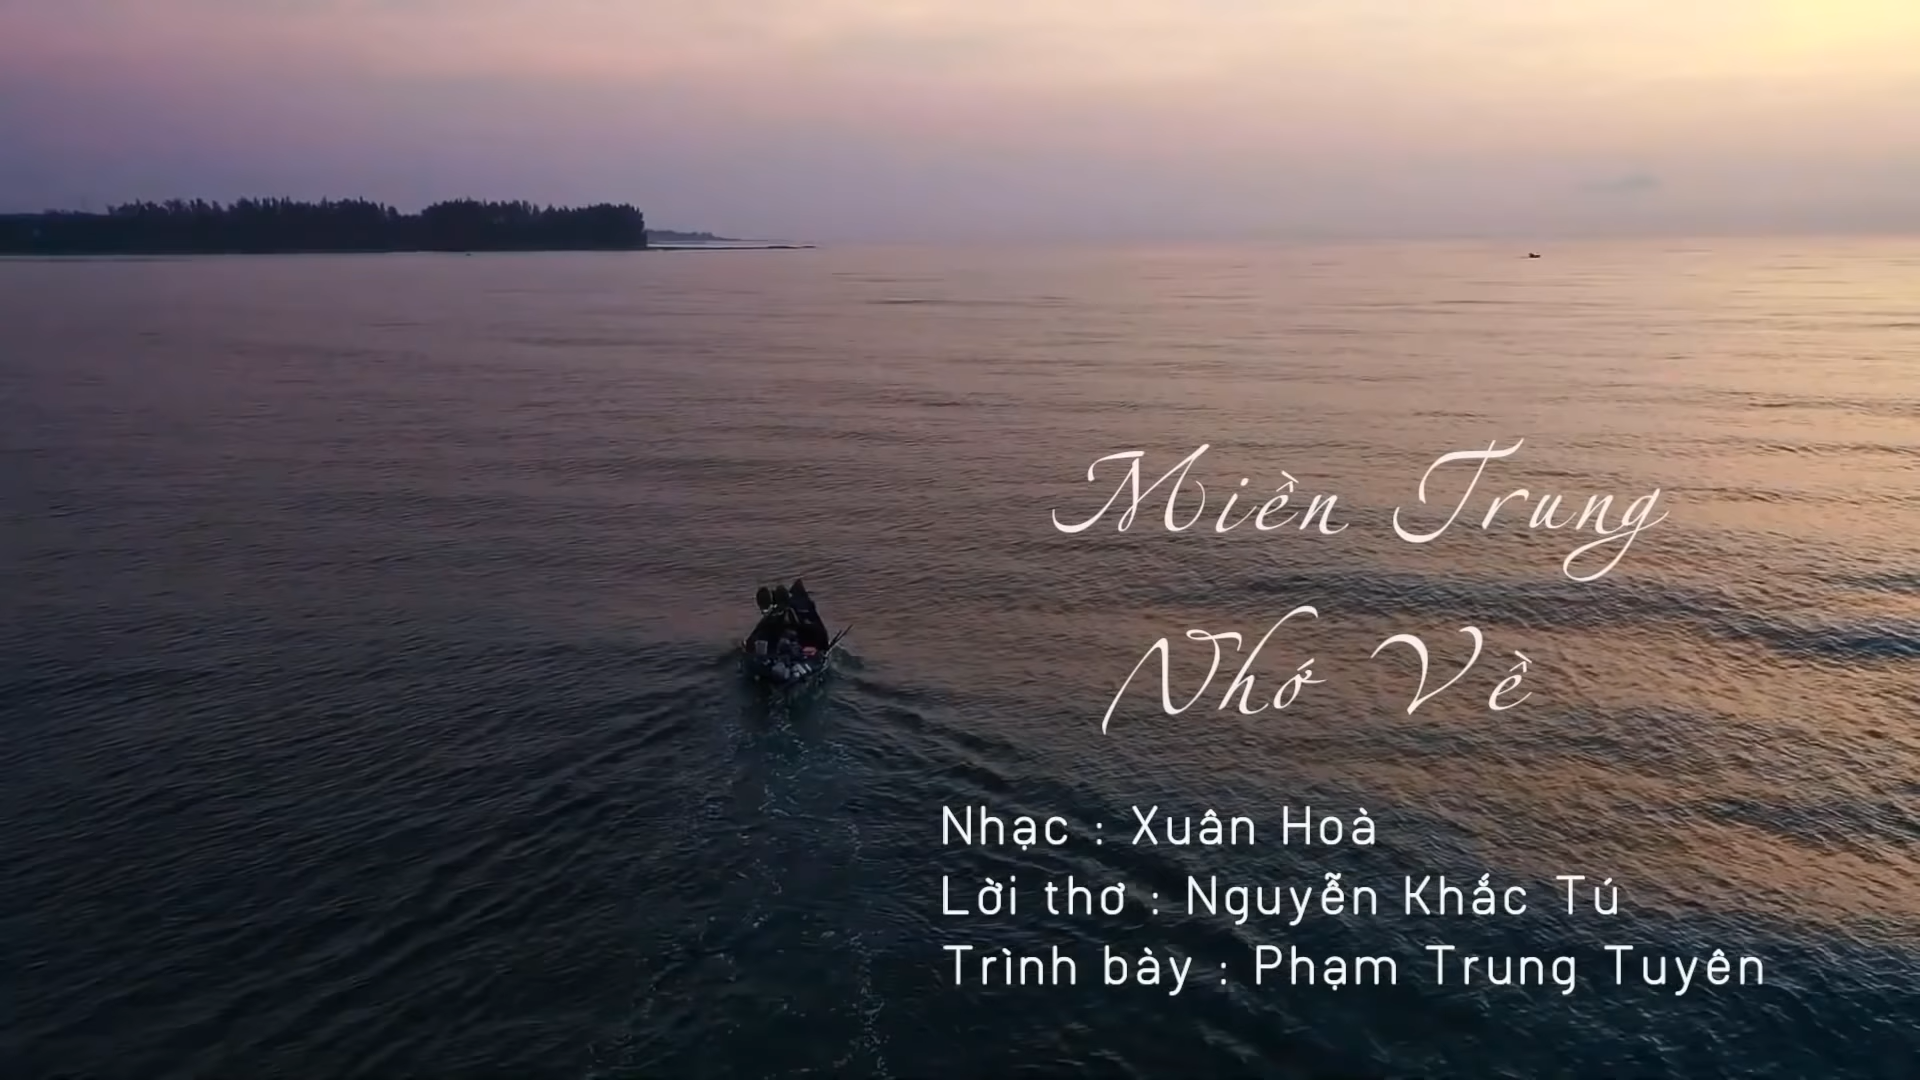 Miền Trung
Nhớ Về
Nhạc : Xuân Hoà
Lời thơ : Nguyễn Khắc Tú
Trình bày : Phạm Trung Tuyên